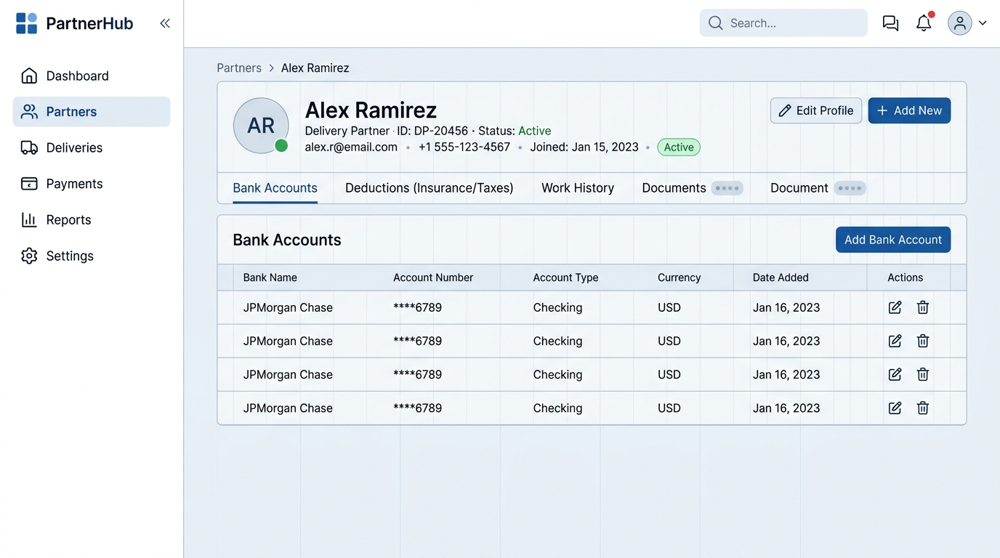 PartnerHub
Search...
Dashboard
Partners
Deliveries
Payments
Reports
Settings
Partners > Alex Ramirez
AR
Alex Ramirez
Delivery Partner · ID: DP-20456 · Status: Active
alex.r@email.com • +1 555-123-4567 • Joined: Jan 15, 2023 • Active
Edit Profile
+ Add New
Bank Accounts Deductions (Insurance/Taxes) Work History Documents Document
Bank Accounts
Add Bank Account
Bank Name Account Number Account Type Currency Date Added Actions
JPMorgan Chase ****6789 Checking USD Jan 16, 2023
JPMorgan Chase ****6789 Checking USD Jan 16, 2023
JPMorgan Chase ****6789 Checking USD Jan 16, 2023
JPMorgan Chase ****6789 Checking USD Jan 16, 2023